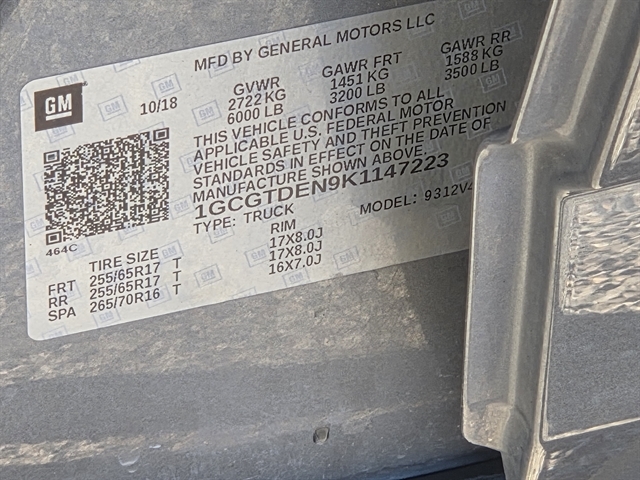 MFD BY GENERAL MOTORS LLC
GM
10/18
GVWR GAWR FRT GAWR RR
2722 KG 1451 KG 1588 KG
6000 LB 3200 LB 3500 LB
THIS VEHICLE CONFORMS TO ALL
APPLICABLE U.S. FEDERAL MOTOR
VEHICLE SAFETY AND THEFT PREVENTION
STANDARDS IN EFFECT ON THE DATE OF
MANUFACTURE SHOWN ABOVE.
1GCGTDEN9K1147223
TYPE: TRUCK MODEL: 9312V4
464C
TIRE SIZE RIM
FRT 255/65R17 T 17X8.0J
RR 255/65R17 T 17X8.0J
SPA 265/70R16 T 16X7.0J